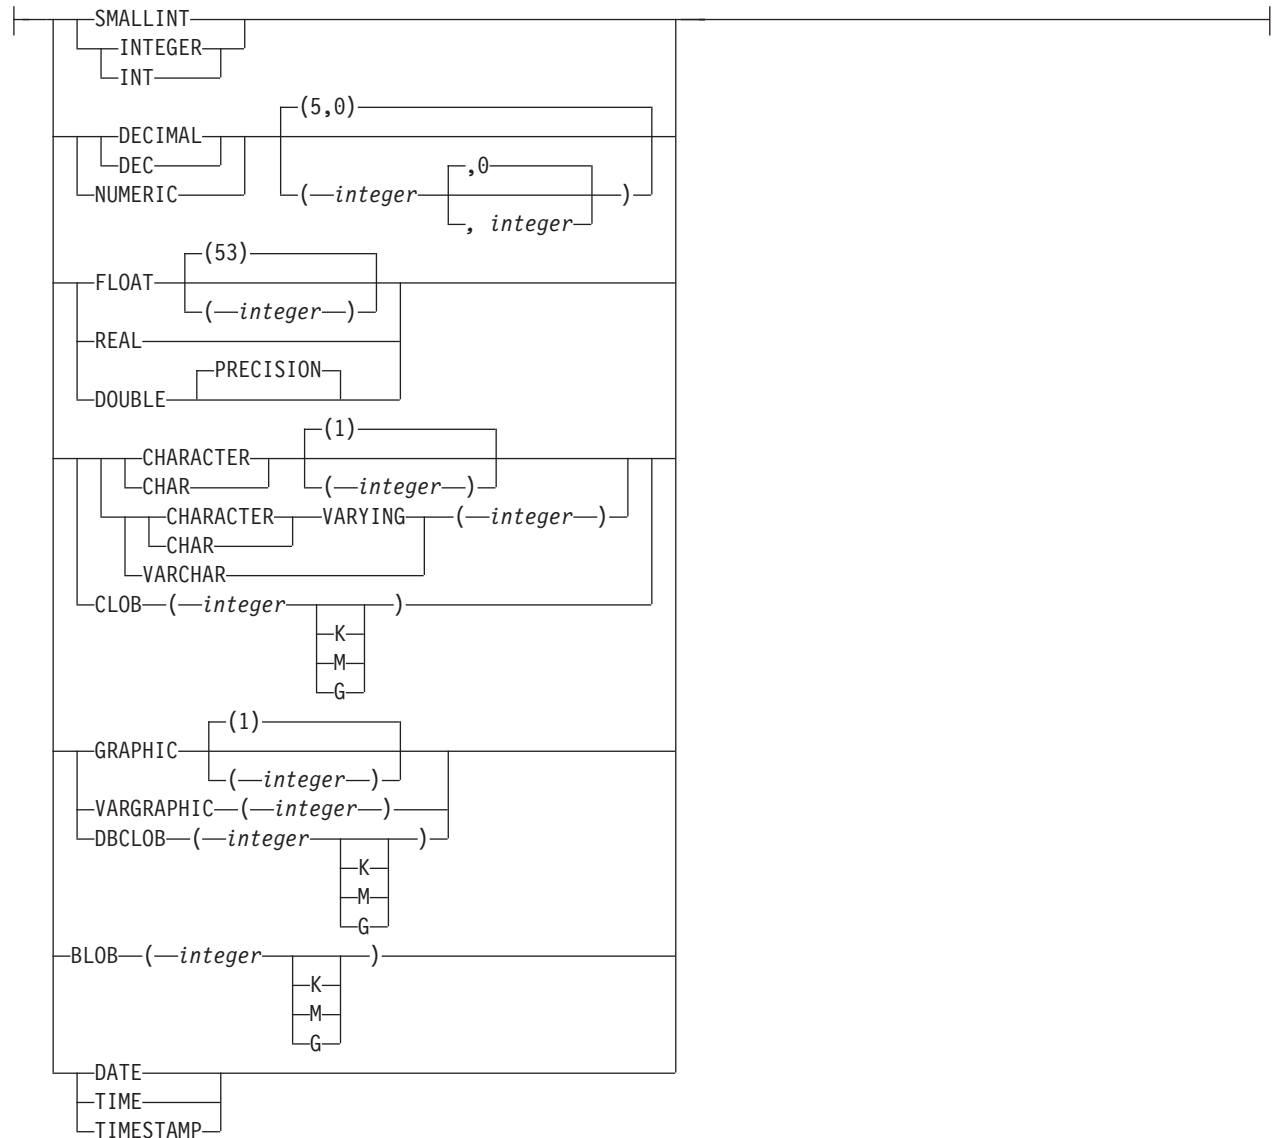 SMALLINT
INTEGER
INT
(5,0)
DECIMAL
DEC
,0
NUMERIC ( integer )
, integer
(53)
FLOAT
( integer )
REAL
PRECISION
DOUBLE
(1)
CHARACTER
CHAR ( integer )
CHARACTER VARYING ( integer )
CHAR
VARCHAR
CLOB ( integer )
K
M
G
(1)
GRAPHIC
( integer )
VARGRAPHIC ( integer )
DBCLOB ( integer )
K
M
G
BLOB ( integer )
K
M
G
DATE
TIME
TIMESTAMP